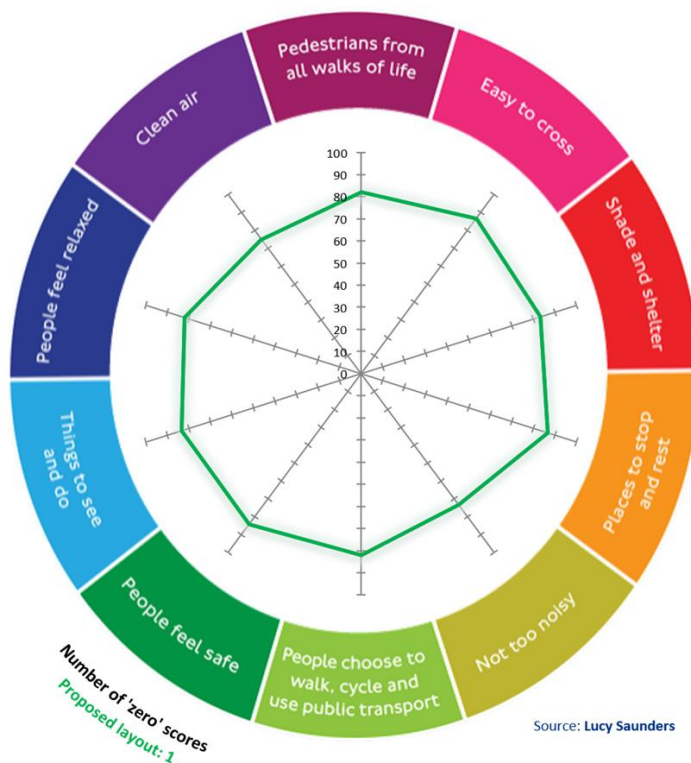 Pedestrians from
all walks of life
Easy to cross
Shade and shelter
Places to stop
and rest
Not too noisy
People choose to
walk, cycle and
use public transport
People feel safe
Things to see
and do
People feel relaxed
Clean air
100
90
80
70
60
50
40
30
20
10
0
Number of 'zero' scores
Proposed layout: 1
Source: Lucy Saunders